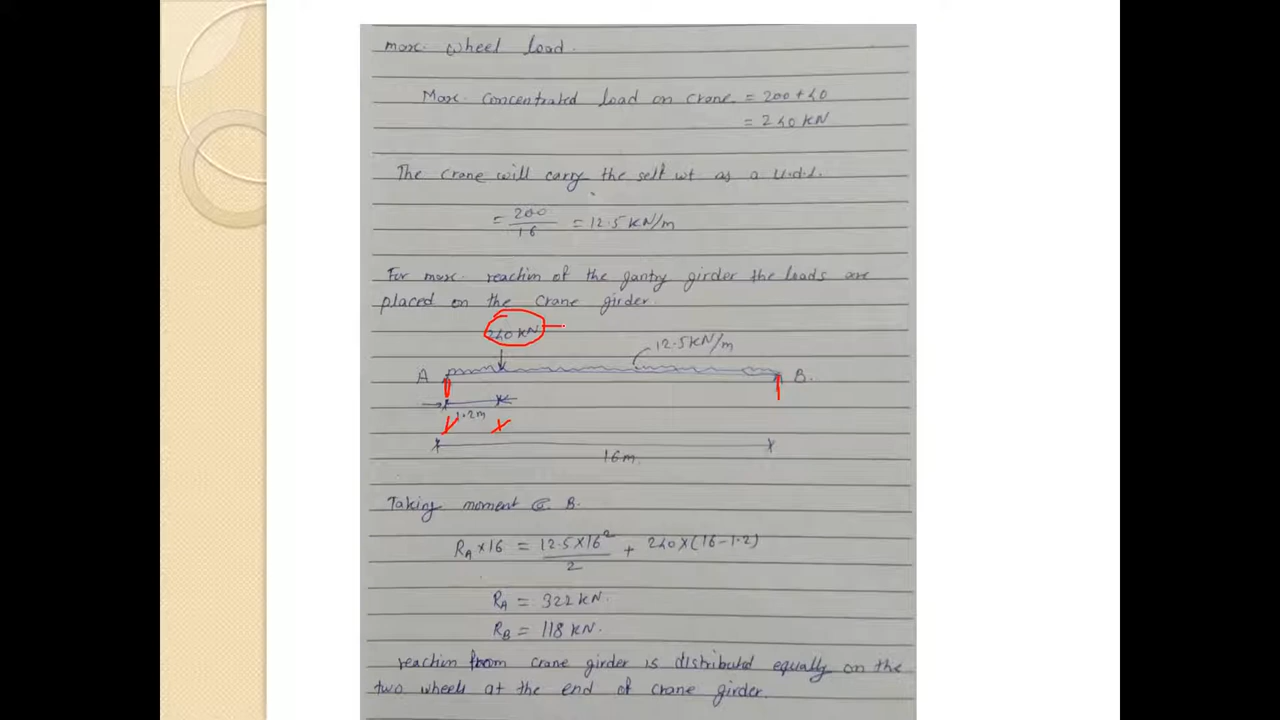 max. wheel load.
Max. concentrated load on crane = 200+40
= 240 KN
The crane will carry the self wt as a u.d.l.
= 200/16 = 12.5 KN/m
For max. reaction of the gantry girder the loads are
placed on the crane girder.
240 KN
12.5KN/m
A
B.
1.2m
16m
Taking moment @ B.
RA×16 = 12.5×16²/2 + 240×(16-1.2)
RA = 322 KN.
RB = 118 KN.
reaction from crane girder is distributed equally on the
two wheels at the end of crane girder.